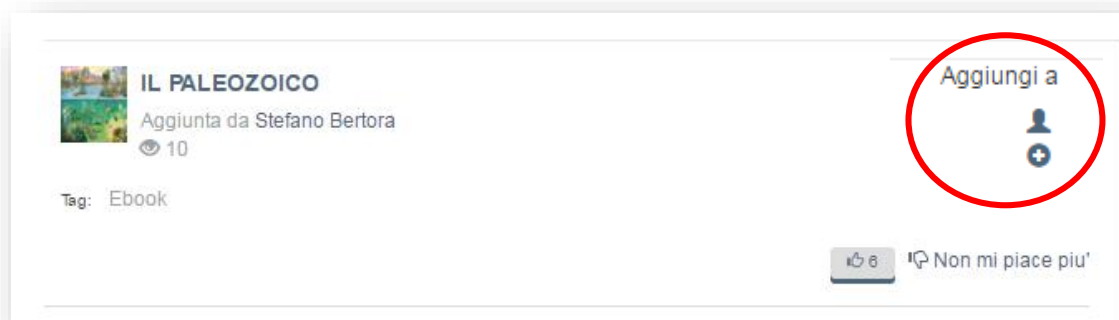 IL PALEOZOICO
Aggiunta da Stefano Bertora
10
Tag: Ebook
Aggiungi a
6 Non mi piace piu'